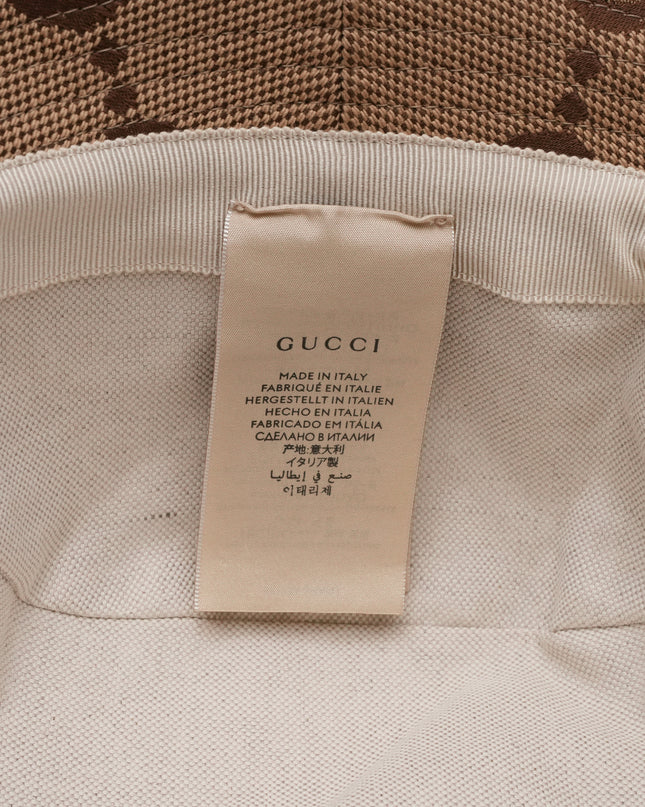 GUCCI
MADE IN ITALY
FABRIQUÉ EN ITALIE
HERGESTELLT IN ITALIEN
HECHO EN ITALIA
FABRICADO EM ITÁLIA
СДЕЛАНО В ИТАЛИИ
产地:意大利
イタリア製
صنع في إيطاليا
이태리제